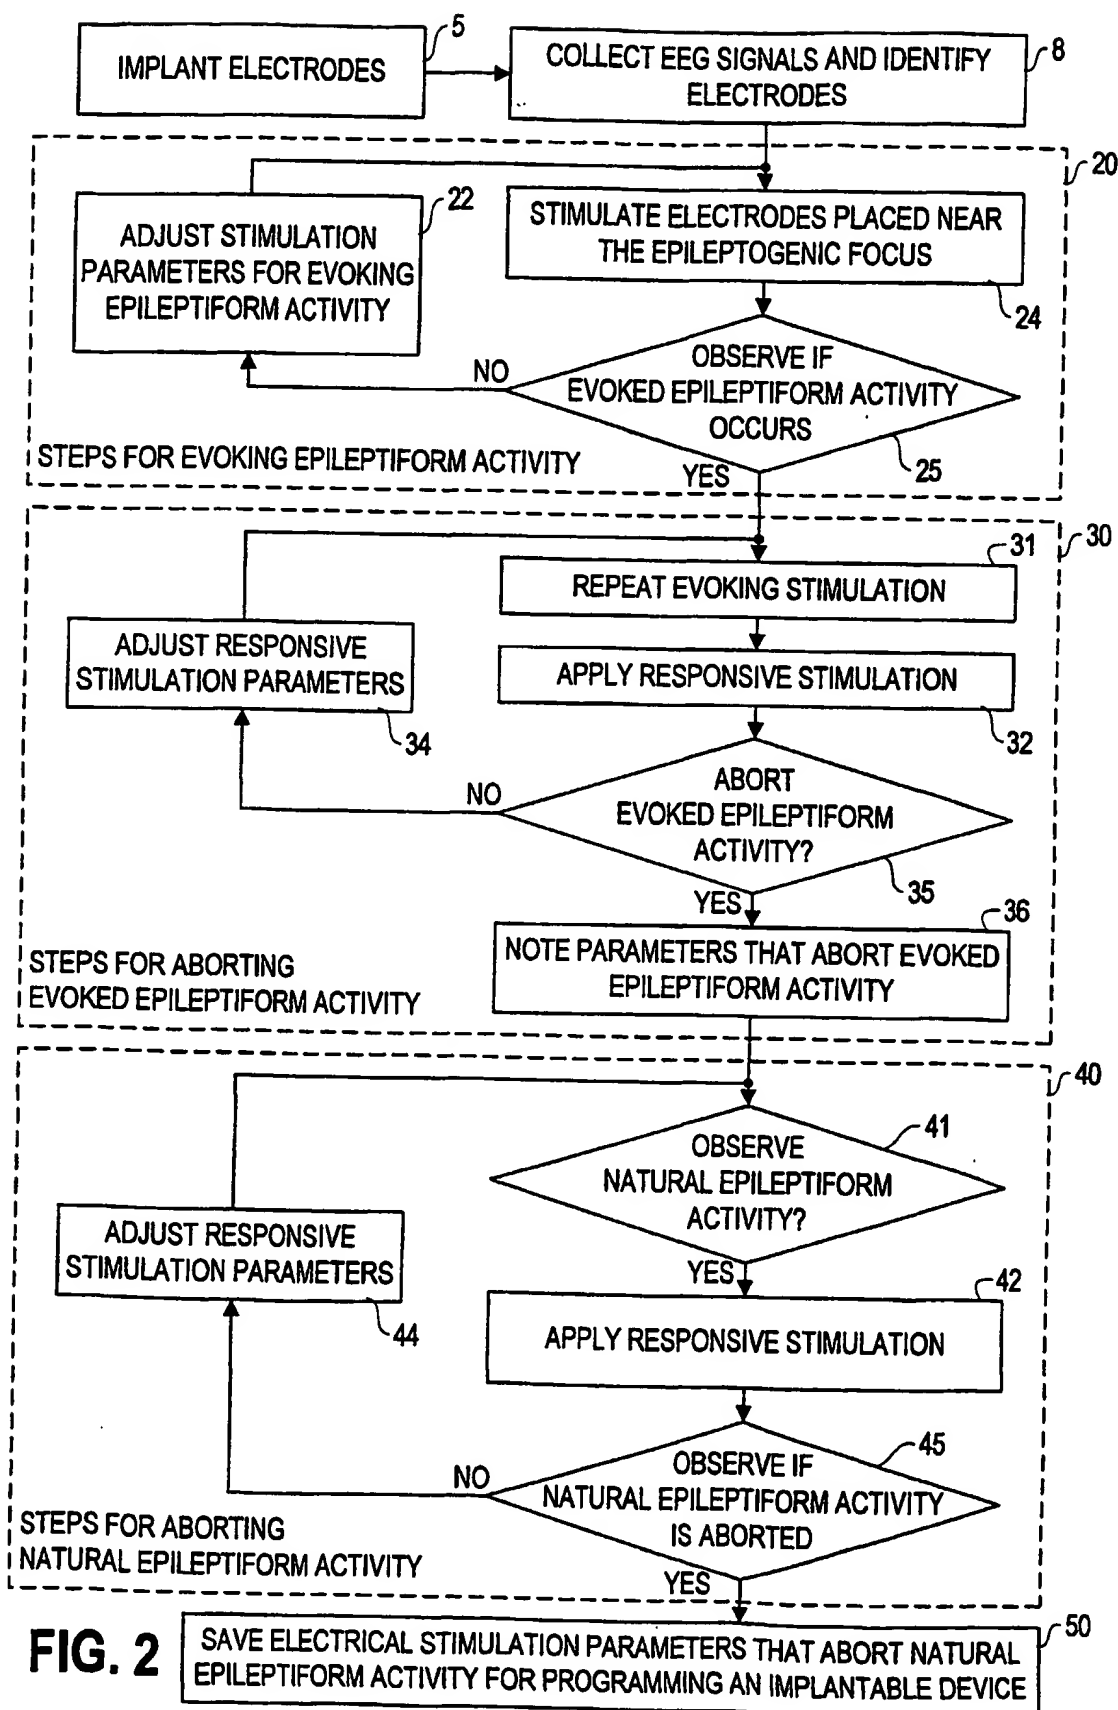 5
IMPLANT ELECTRODES
COLLECT EEG SIGNALS AND IDENTIFY
ELECTRODES
8
20
22
ADJUST STIMULATION
PARAMETERS FOR EVOKING
EPILEPTIFORM ACTIVITY
STIMULATE ELECTRODES PLACED NEAR
THE EPILEPTOGENIC FOCUS
24
NO
OBSERVE IF
EVOKED EPILEPTIFORM ACTIVITY
OCCURS
25
STEPS FOR EVOKING EPILEPTIFORM ACTIVITY
YES
30
31
REPEAT EVOKING STIMULATION
ADJUST RESPONSIVE
STIMULATION PARAMETERS
34
APPLY RESPONSIVE STIMULATION
32
NO
ABORT
EVOKED EPILEPTIFORM
ACTIVITY?
35
YES
36
NOTE PARAMETERS THAT ABORT EVOKED
EPILEPTIFORM ACTIVITY
STEPS FOR ABORTING
EVOKED EPILEPTIFORM ACTIVITY
40
41
OBSERVE
NATURAL EPILEPTIFORM
ACTIVITY?
ADJUST RESPONSIVE
STIMULATION PARAMETERS
44
YES
42
APPLY RESPONSIVE STIMULATION
45
NO
OBSERVE IF
NATURAL EPILEPTIFORM ACTIVITY
IS ABORTED
STEPS FOR ABORTING
NATURAL EPILEPTIFORM ACTIVITY
YES
50
FIG. 2
SAVE ELECTRICAL STIMULATION PARAMETERS THAT ABORT NATURAL
EPILEPTIFORM ACTIVITY FOR PROGRAMMING AN IMPLANTABLE DEVICE